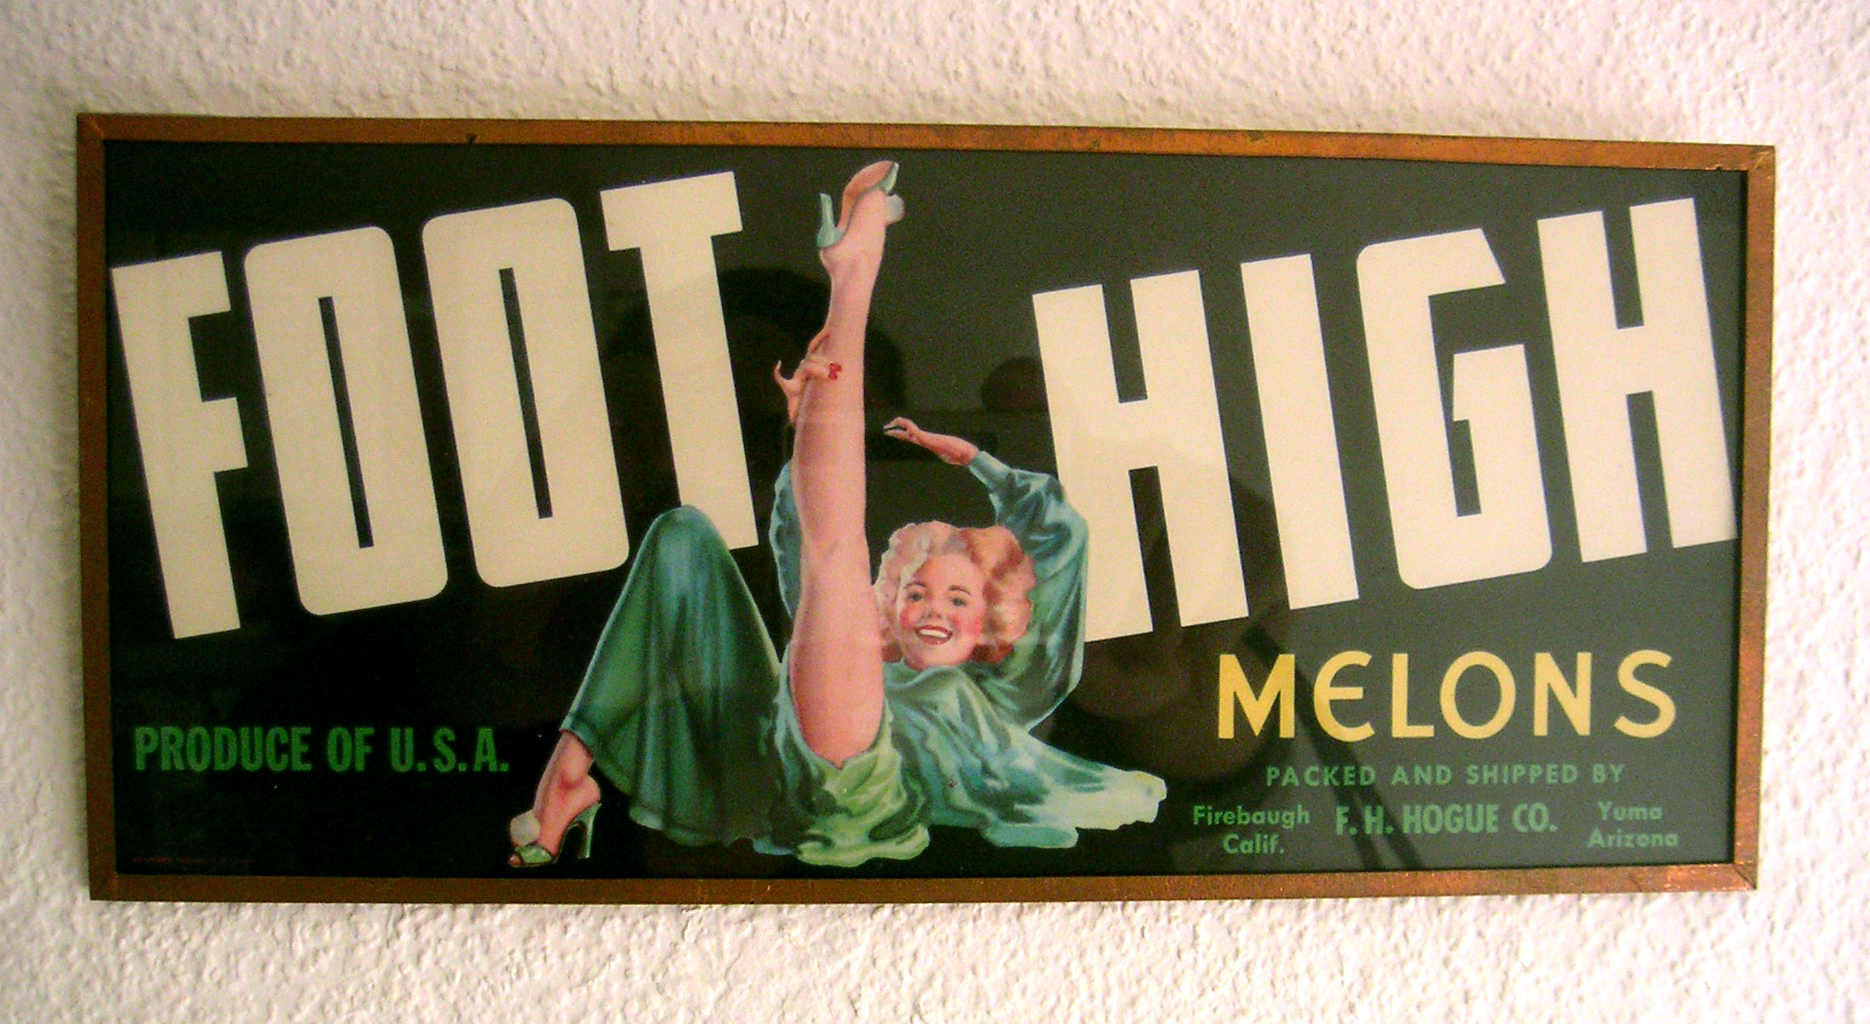 FOOT HIGH
MELONS
PRODUCE OF U.S.A.
PACKED AND SHIPPED BY
Firebaugh F. H. HOGUE CO. Yuma
Calif. Arizona